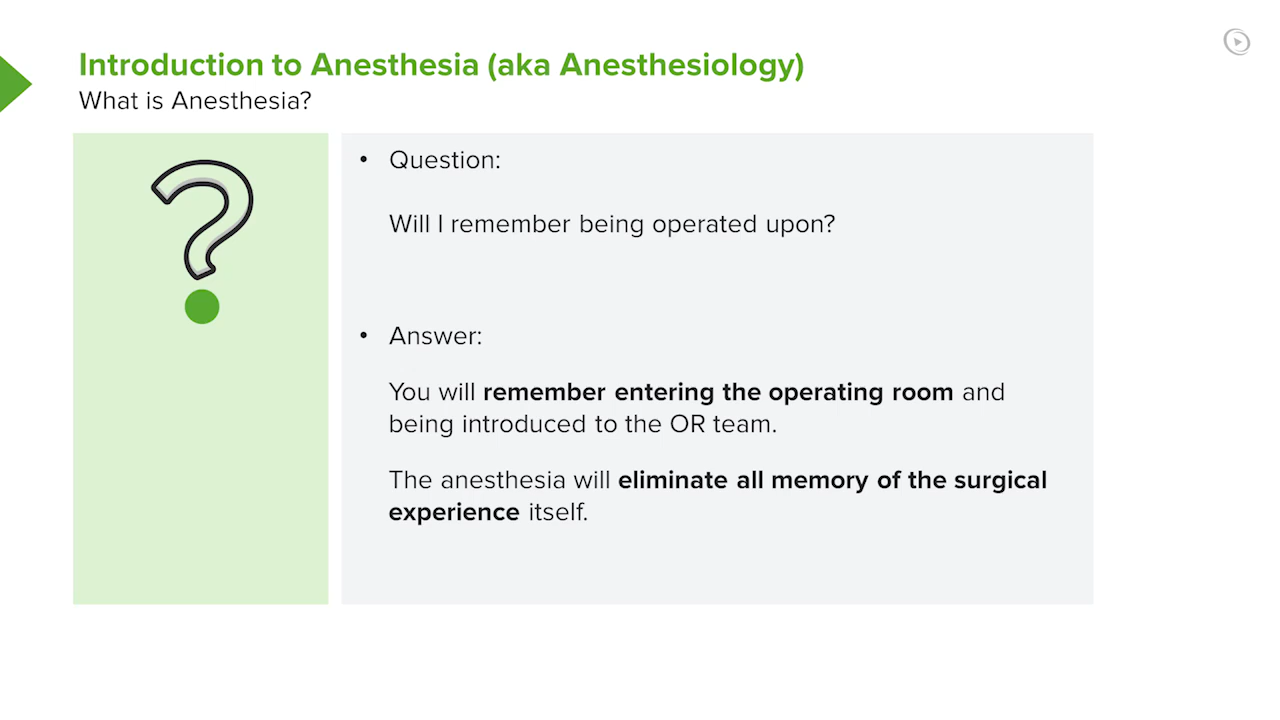 Introduction to Anesthesia (aka Anesthesiology)
What is Anesthesia?
• Question:
Will I remember being operated upon?
• Answer:
You will remember entering the operating room and
being introduced to the OR team.
The anesthesia will eliminate all memory of the surgical
experience itself.